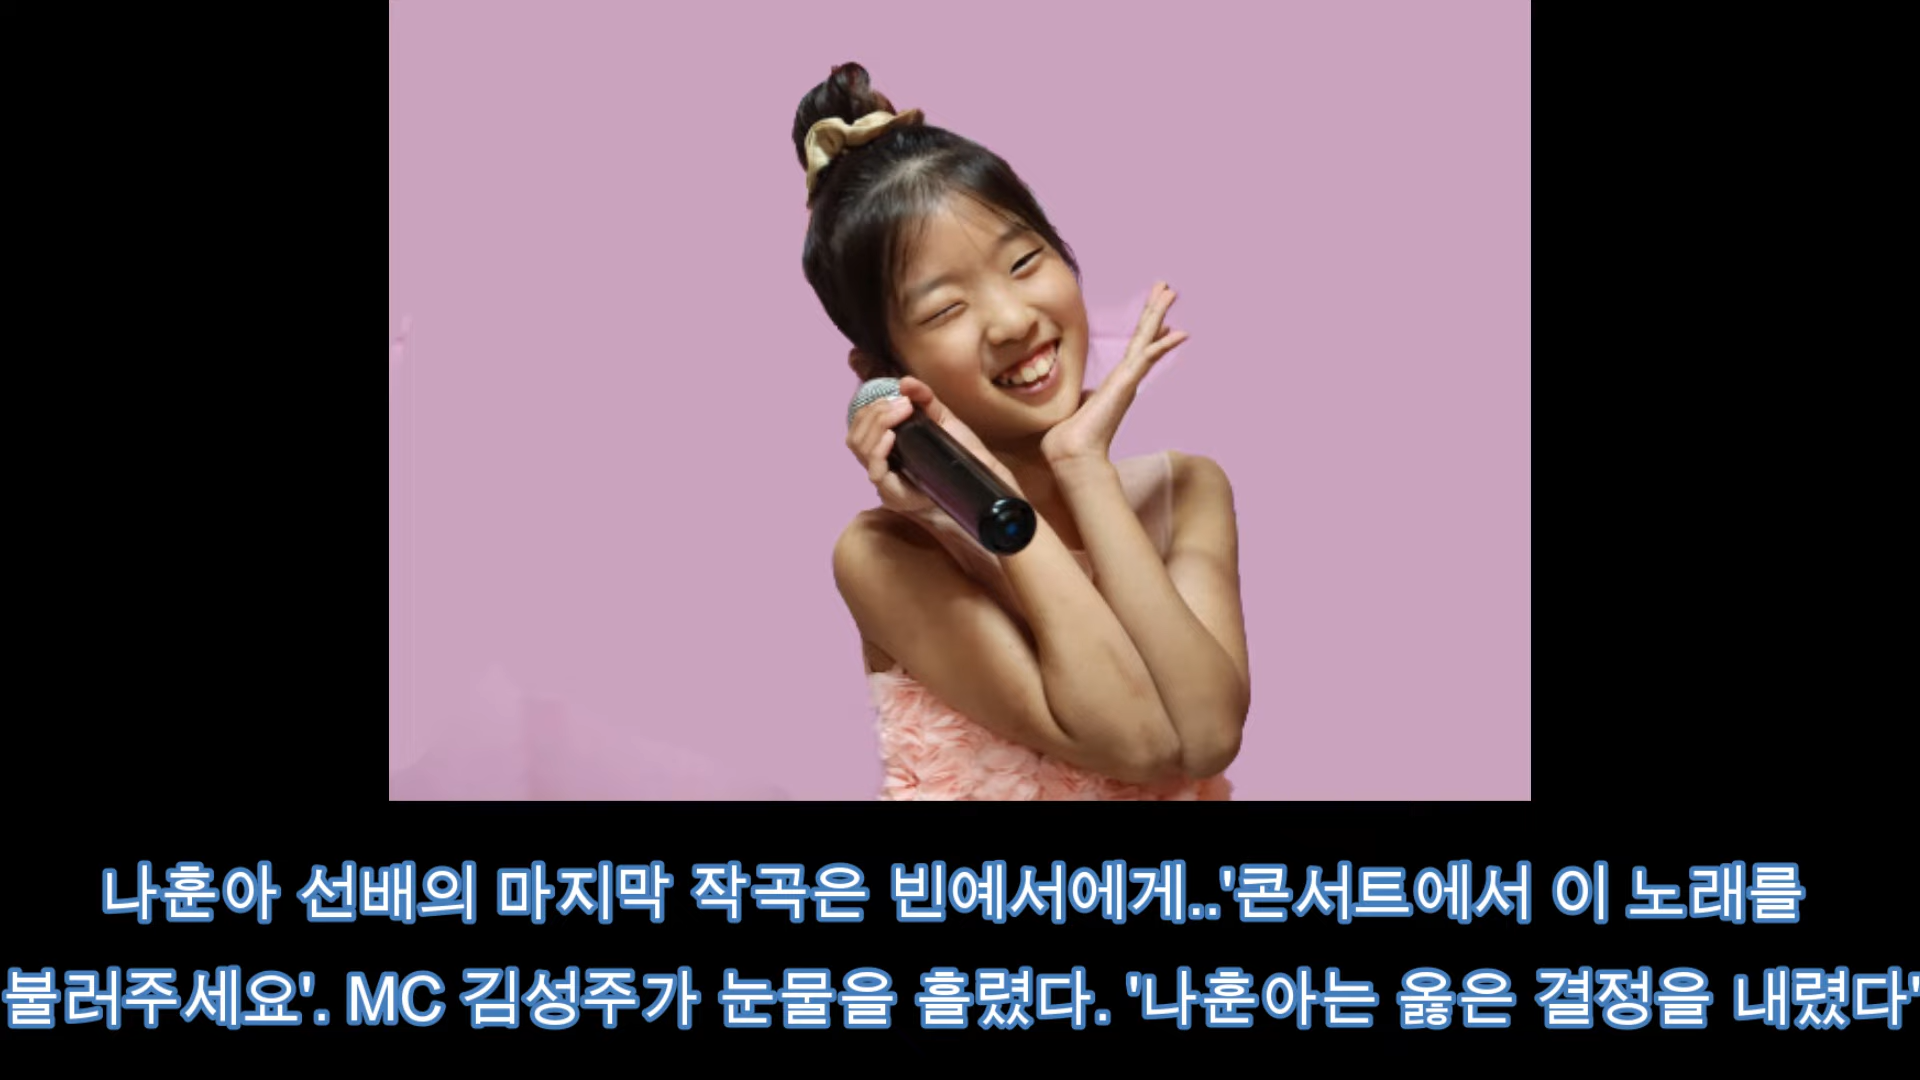 나훈아 선배의 마지막 작곡은 빈예서에게..'콘서트에서 이 노래를
불러주세요'. MC 김성주가 눈물을 흘렸다. '나훈아는 옳은 결정을 내렸다'